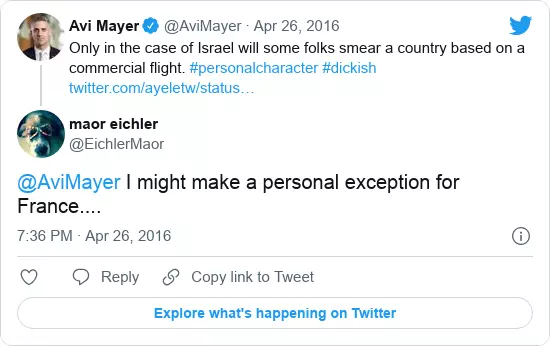 Avi Mayer @AviMayer · Apr 26, 2016
Only in the case of Israel will some folks smear a country based on a
commercial flight. #personalcharacter #dickish
twitter.com/ayeletw/status…
maor eichler
@EichlerMaor
@AviMayer I might make a personal exception for
France....
7:36 PM · Apr 26, 2016
Reply
Copy link to Tweet
Explore what's happening on Twitter